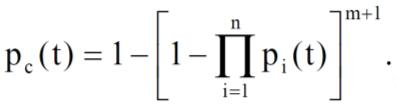 p_c(t) = 1 - [1 - ∏_{i=1}^{n} p_i(t)]^{m+1}.